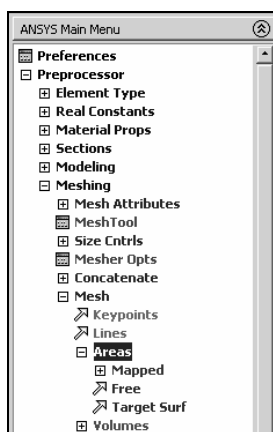 ANSYS Main Menu
Preferences
Preprocessor
Element Type
Real Constants
Material Props
Sections
Modeling
Meshing
Mesh Attributes
MeshTool
Size Cntrls
Mesher Opts
Concatenate
Mesh
Keypoints
Lines
Areas
Mapped
Free
Target Surf
Volumes